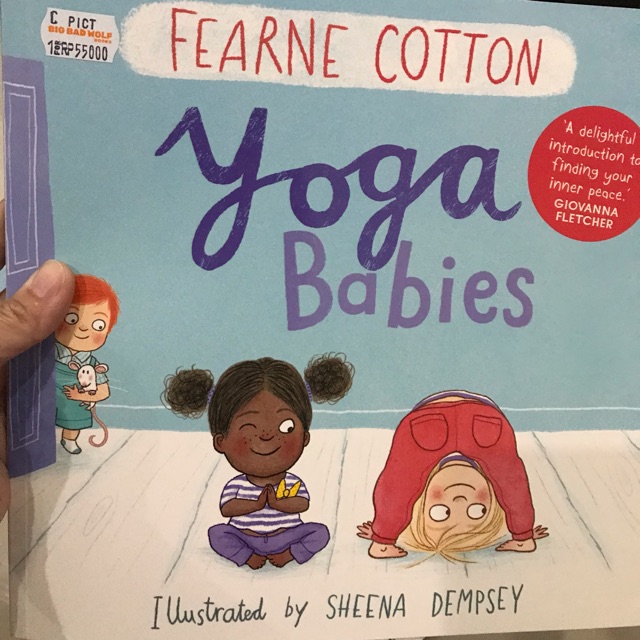 C PICT
BIG BAD WOLF
BOOKS
55000
FEARNE COTTON
Yoga
Babies
'A delightful
introduction to
finding your
inner peace.'
GIOVANNA
FLETCHER
Illustrated by SHEENA DEMPSEY